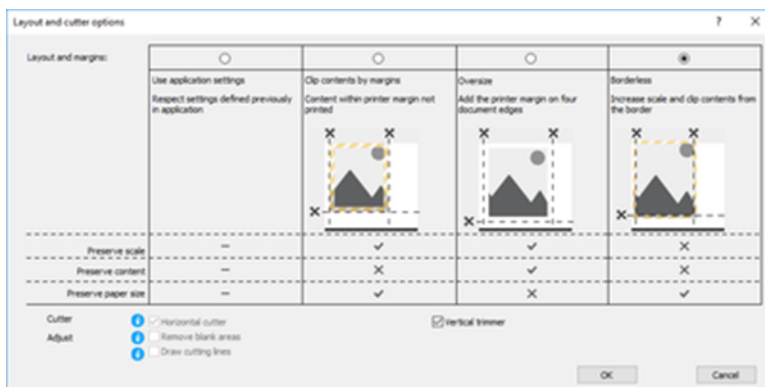 Layout and cutter options
Layout and margins:
Use application settings
Respect settings defined previously
in application
Clip contents by margins
Content within printer margin not
printed
Oversize
Add the printer margin on four
document edges
Borderless
Increase scale and clip contents from
the border
Preserve scale
Preserve content
Preserve paper size
Cutter
Horizontal cutter
Vertical trimmer
Adjust
Remove blank areas
Draw cutting lines
OK
Cancel